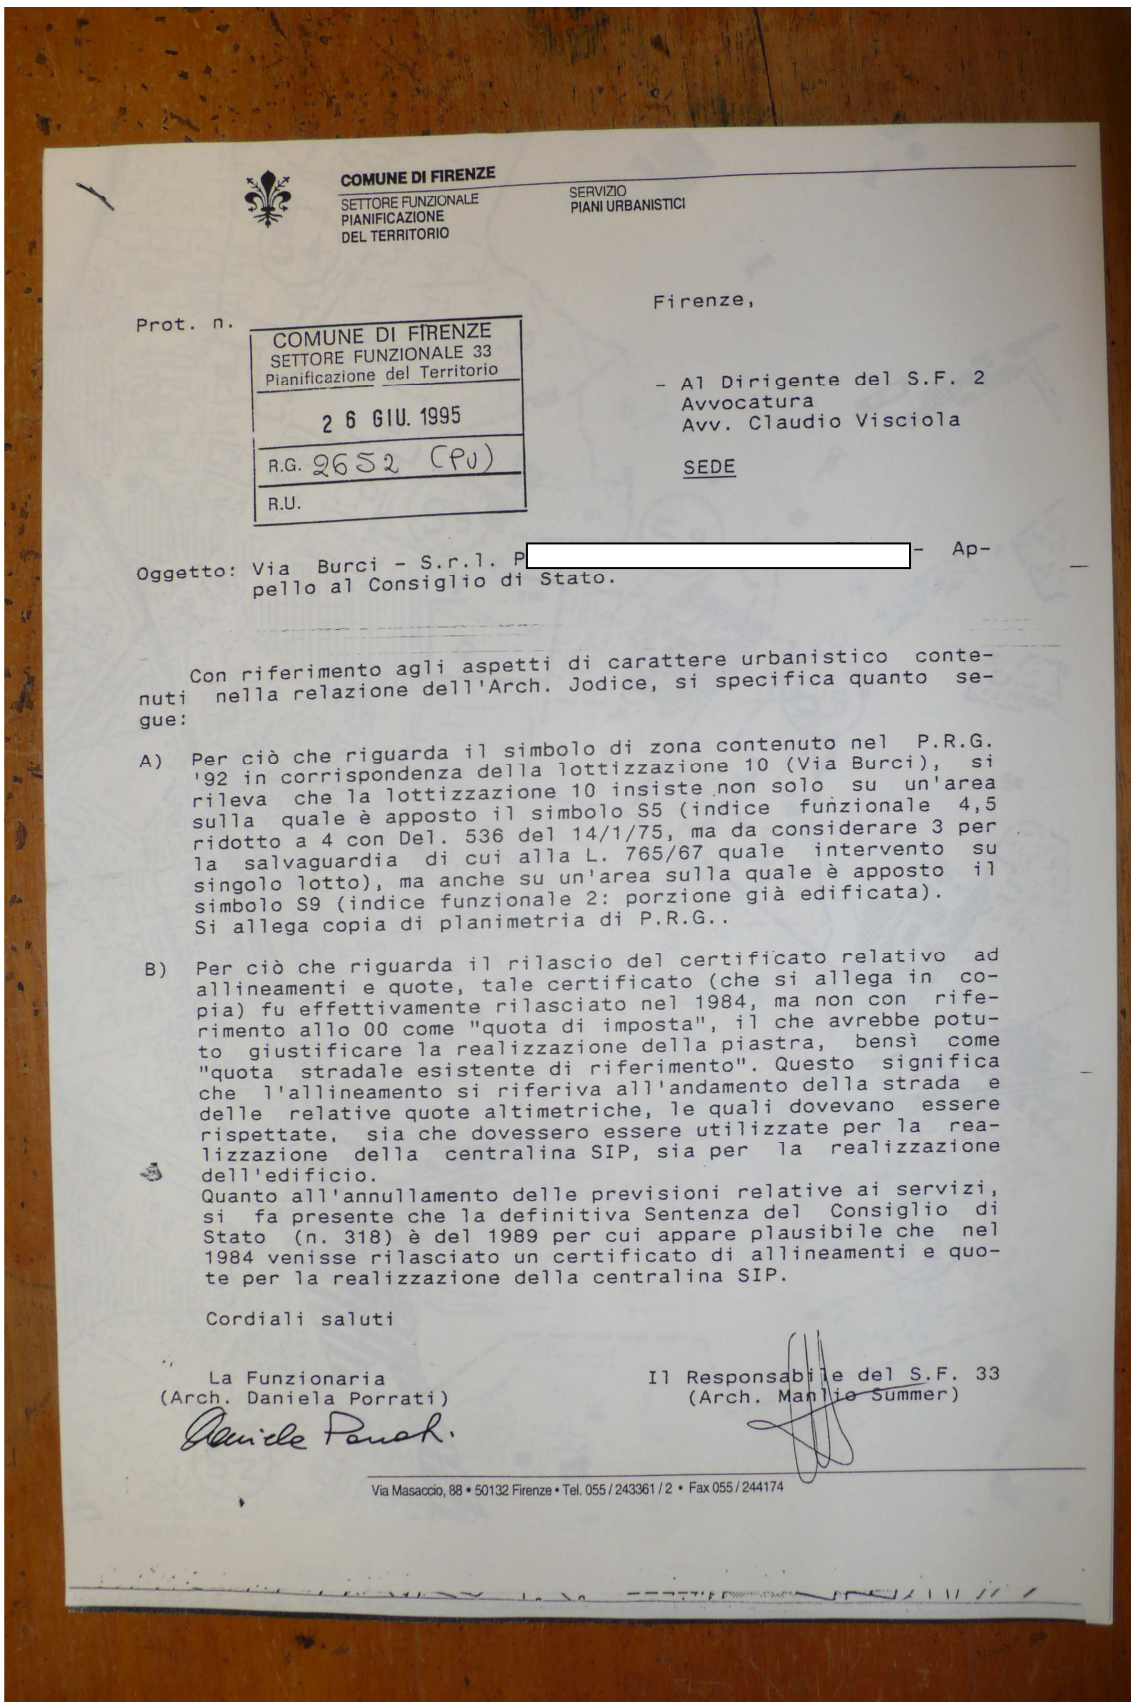 COMUNE DI FIRENZE
SETTORE FUNZIONALE
PIANIFICAZIONE
DEL TERRITORIO
SERVIZIO
PIANI URBANISTICI
Firenze,
Prot. n.
COMUNE DI FIRENZE
SETTORE FUNZIONALE 33
Pianificazione del Territorio
26 GIU. 1995
R.G. 2652 (PU)
R.U.
- Al Dirigente del S.F. 2
Avvocatura
Avv. Claudio Visciola
SEDE
Oggetto: Via Burci - S.r.l. P - Ap-
pello al Consiglio di Stato.
Con riferimento agli aspetti di carattere urbanistico conte-
nuti nella relazione dell'Arch. Jodice, si specifica quanto se-
gue:
A) Per ciò che riguarda il simbolo di zona contenuto nel P.R.G.
'92 in corrispondenza della lottizzazione 10 (Via Burci), si
rileva che la lottizzazione 10 insiste non solo su un'area
sulla quale è apposto il simbolo S5 (indice funzionale 4,5
ridotto a 4 con Del. 536 del 14/1/75, ma da considerare 3 per
la salvaguardia di cui alla L. 765/67 quale intervento su
singolo lotto), ma anche su un'area sulla quale è apposto il
simbolo S9 (indice funzionale 2: porzione già edificata).
Si allega copia di planimetria di P.R.G..
B) Per ciò che riguarda il rilascio del certificato relativo ad
allineamenti e quote, tale certificato (che si allega in co-
pia) fu effettivamente rilasciato nel 1984, ma non con rife-
rimento allo 00 come "quota di imposta", il che avrebbe potu-
to giustificare la realizzazione della piastra, bensì come
"quota stradale esistente di riferimento". Questo significa
che l'allineamento si riferiva all'andamento della strada e
delle relative quote altimetriche, le quali dovevano essere
rispettate, sia che dovessero essere utilizzate per la rea-
lizzazione della centralina SIP, sia per la realizzazione
dell'edificio.
Quanto all'annullamento delle previsioni relative ai servizi,
si fa presente che la definitiva Sentenza del Consiglio di
Stato (n. 318) è del 1989 per cui appare plausibile che nel
1984 venisse rilasciato un certificato di allineamenti e quo-
te per la realizzazione della centralina SIP.
Cordiali saluti
La Funzionaria
(Arch. Daniela Porrati)
Il Responsabile del S.F. 33
(Arch. Manlio Summer)
Via Masaccio, 88 • 50132 Firenze • Tel. 055 / 243361 / 2 • Fax 055 / 244174